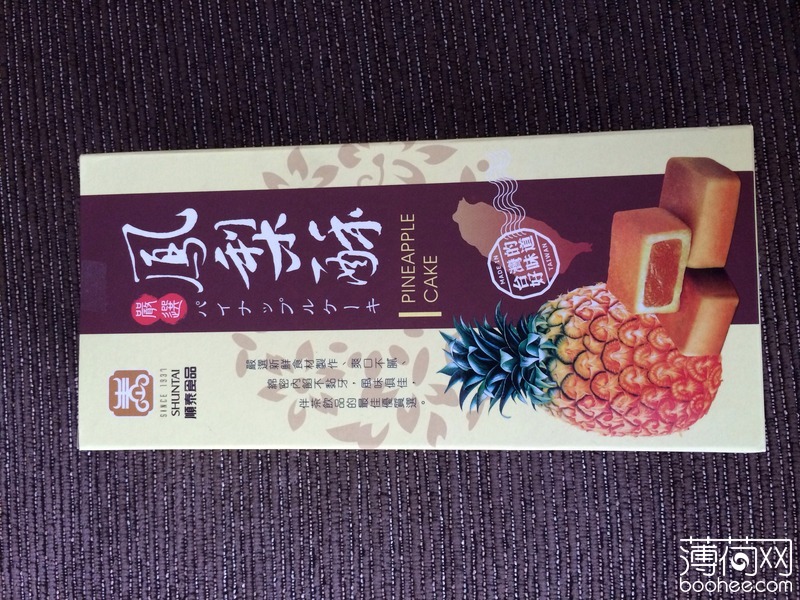 鳳梨酥
嚴選
パイナップルケーキ
PINEAPPLE
CAKE
MADE IN
台灣的
好味道
TAIWAN
SINCE 1937
SHUNTAI
順泰食品
嚴選新鮮食材製作、爽口不膩，
綿密內餡不黏牙，風味俱佳，
伴茶飲品的最佳優質選。
薄荷网
boohee.com